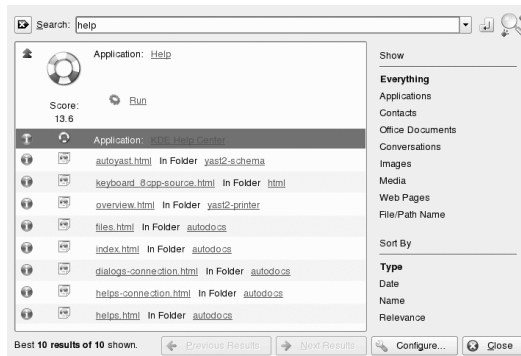 Search: help
Application: Help
Run
Score:
13.6
Application: KDE Help Center
autoyast.html In Folder yast2-schema
keyboard_8cpp-source.html In Folder html
overview.html In Folder yast2-printer
files.html In Folder autodocs
index.html In Folder autodocs
dialogs-connection.html In Folder autodocs
helps-connection.html In Folder autodocs
helps.html In Folder autodocs
Best 10 results of 10 shown.
Previous Results
Next Results
Show
Everything
Applications
Contacts
Office Documents
Conversations
Images
Media
Web Pages
File/Path Name
Sort By
Type
Date
Name
Relevance
Configure...
Close